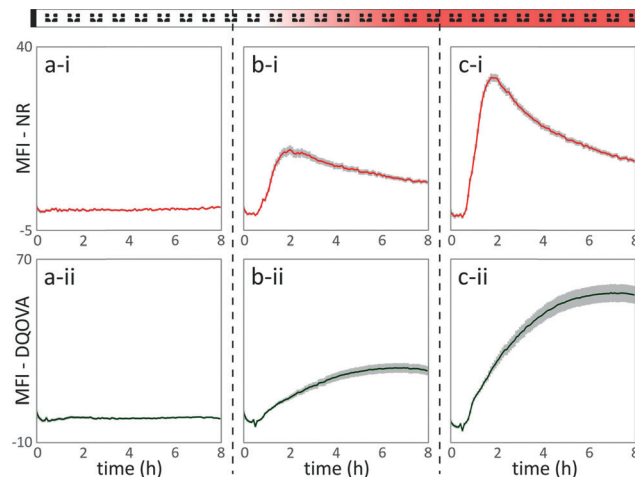 40
MFI - NR
-5
a-i
b-i
c-i
0 2 4 6 8 0 2 4 6 8 0 2 4 6 8
70
MFI - DQOVA
-10
a-ii
b-ii
c-ii
0 2 4 6 8 0 2 4 6 8 0 2 4 6 8
time (h) time (h) time (h)